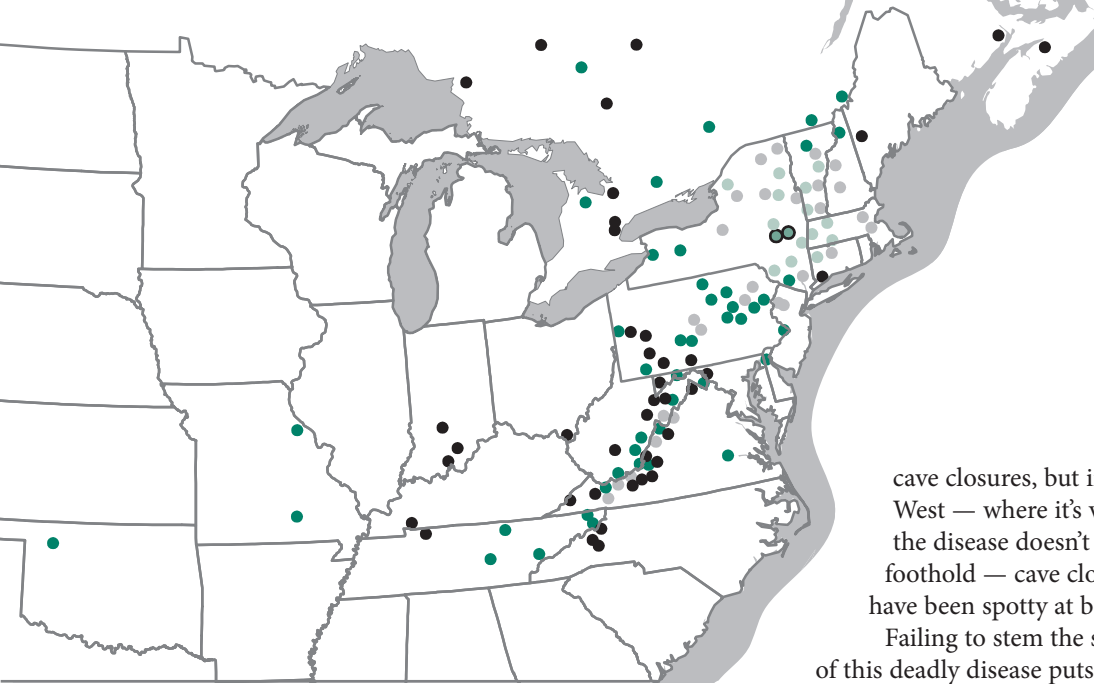 cave closures, but i
West — where it’s v
the disease doesn’t
foothold — cave clo
have been spotty at b
Failing to stem the s
of this deadly disease puts